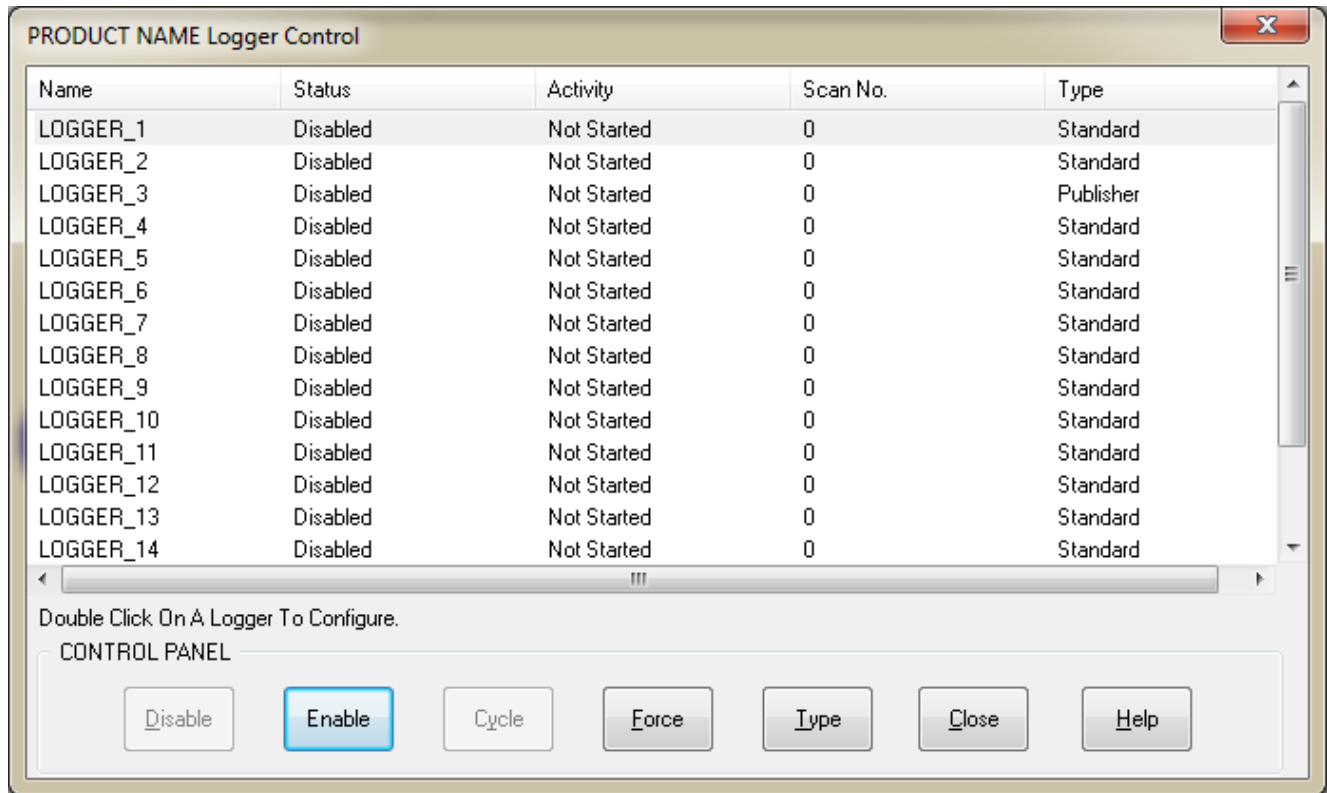 PRODUCT NAME Logger Control
Name Status Activity Scan No. Type
LOGGER_1 Disabled Not Started 0 Standard
LOGGER_2 Disabled Not Started 0 Standard
LOGGER_3 Disabled Not Started 0 Publisher
LOGGER_4 Disabled Not Started 0 Standard
LOGGER_5 Disabled Not Started 0 Standard
LOGGER_6 Disabled Not Started 0 Standard
LOGGER_7 Disabled Not Started 0 Standard
LOGGER_8 Disabled Not Started 0 Standard
LOGGER_9 Disabled Not Started 0 Standard
LOGGER_10 Disabled Not Started 0 Standard
LOGGER_11 Disabled Not Started 0 Standard
LOGGER_12 Disabled Not Started 0 Standard
LOGGER_13 Disabled Not Started 0 Standard
LOGGER_14 Disabled Not Started 0 Standard
Double Click On A Logger To Configure.
CONTROL PANEL
Disable Enable Cycle Force Type Close Help